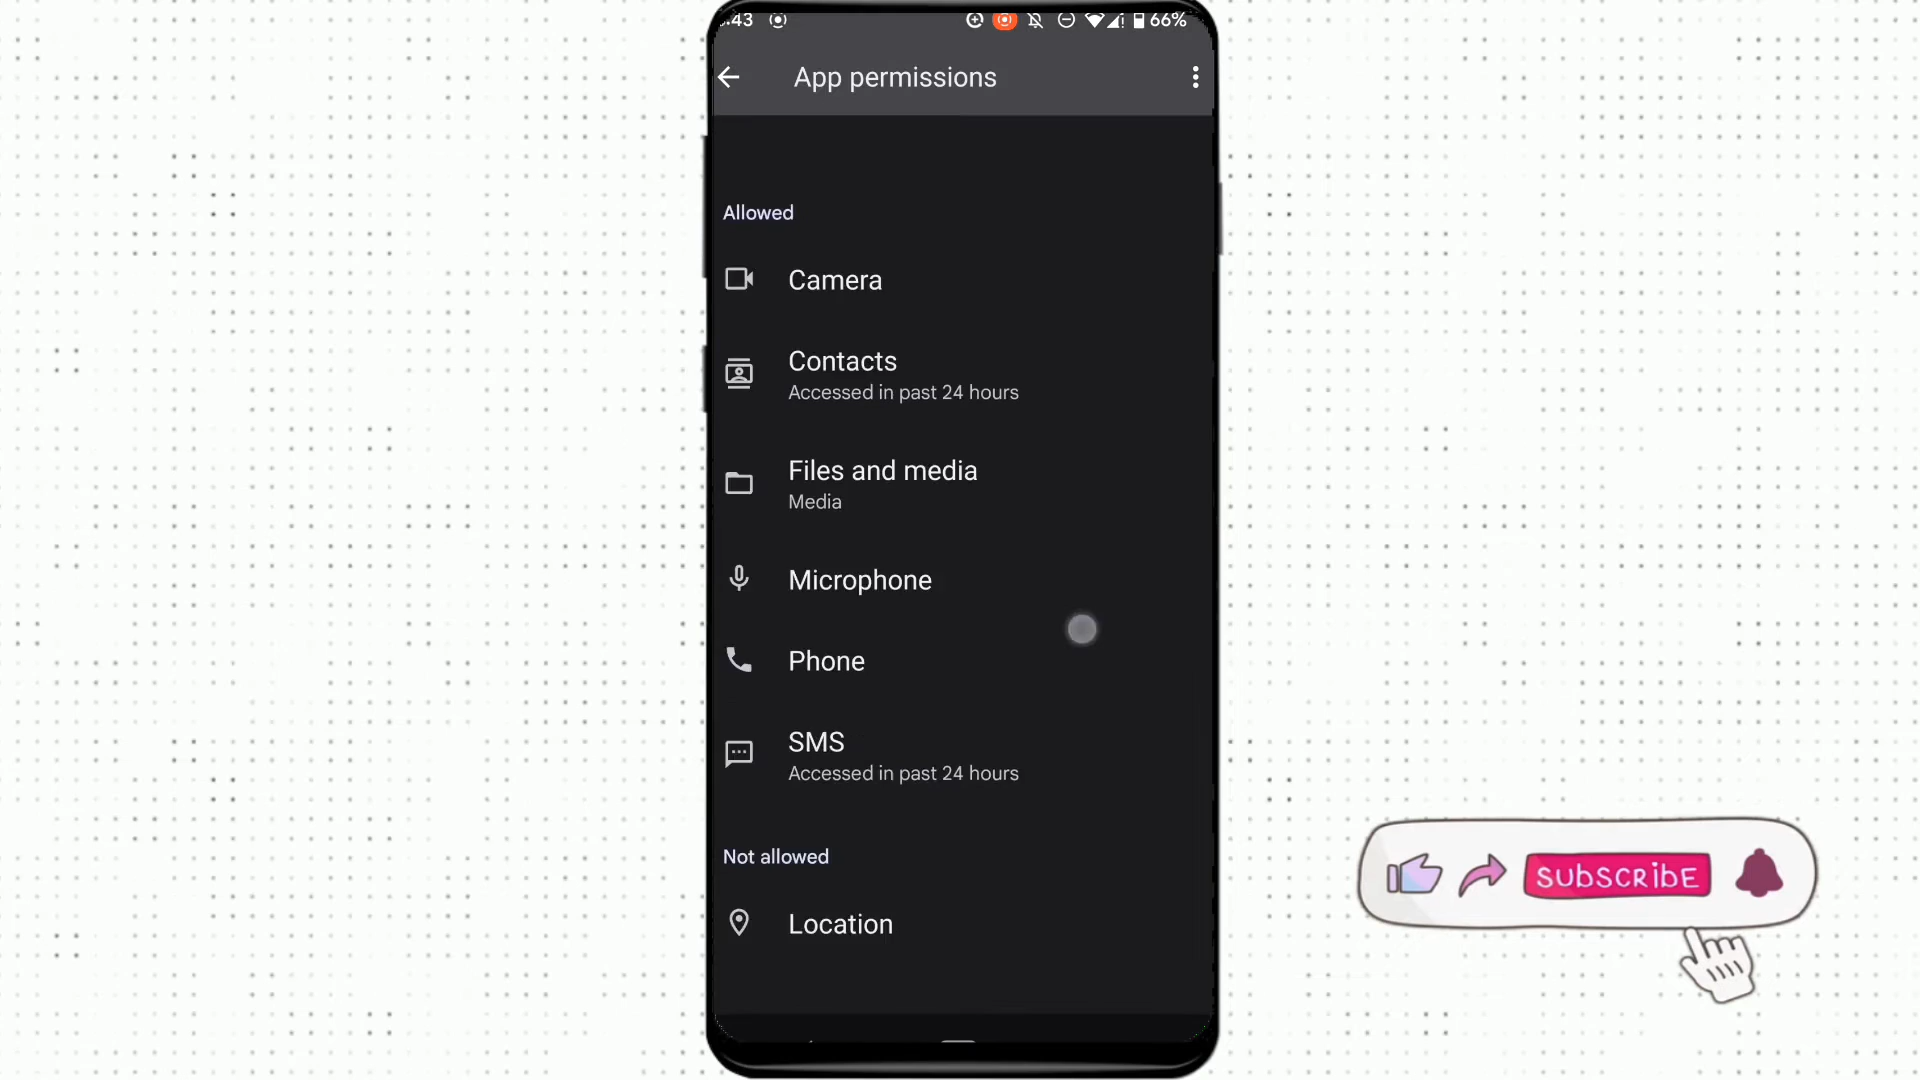 :43 66%
App permissions
Allowed
Camera
Contacts
Accessed in past 24 hours
Files and media
Media
Microphone
Phone
SMS
Accessed in past 24 hours
Not allowed
Location
SUBSCRIBE